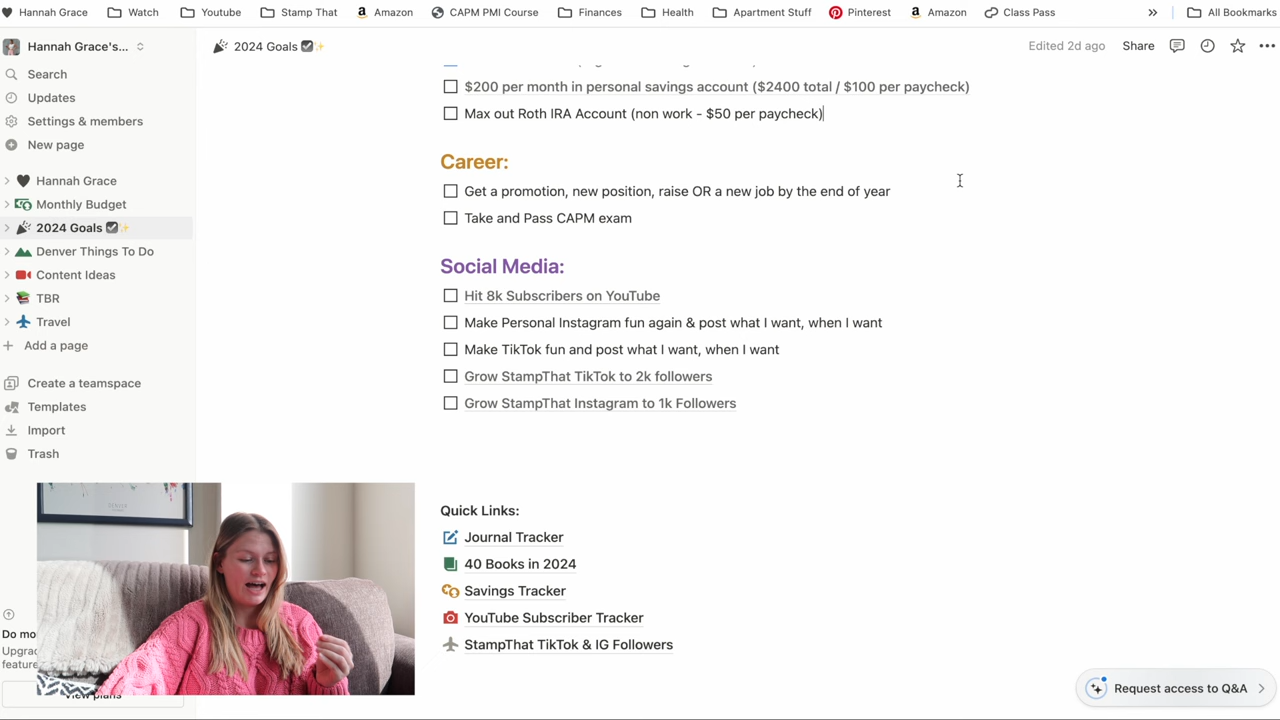 Hannah Grace Watch Youtube Stamp That Amazon CAPM PMI Course Finances Health Apartment Stuff Pinterest Amazon Class Pass » All Bookmarks
Hannah Grace's...
2024 Goals
Edited 2d ago Share
Search
Updates
Settings & members
New page
Hannah Grace
Monthly Budget
2024 Goals
Denver Things To Do
Content Ideas
TBR
Travel
Add a page
Create a teamspace
Templates
Import
Trash
Do mo
Upgrad
featur
View plans
$200 per month in personal savings account ($2400 total / $100 per paycheck)
Max out Roth IRA Account (non work - $50 per paycheck)
Career:
Get a promotion, new position, raise OR a new job by the end of year
Take and Pass CAPM exam
Social Media:
Hit 8k Subscribers on YouTube
Make Personal Instagram fun again & post what I want, when I want
Make TikTok fun and post what I want, when I want
Grow StampThat TikTok to 2k followers
Grow StampThat Instagram to 1k Followers
Quick Links:
Journal Tracker
40 Books in 2024
Savings Tracker
YouTube Subscriber Tracker
StampThat TikTok & IG Followers
Request access to Q&A